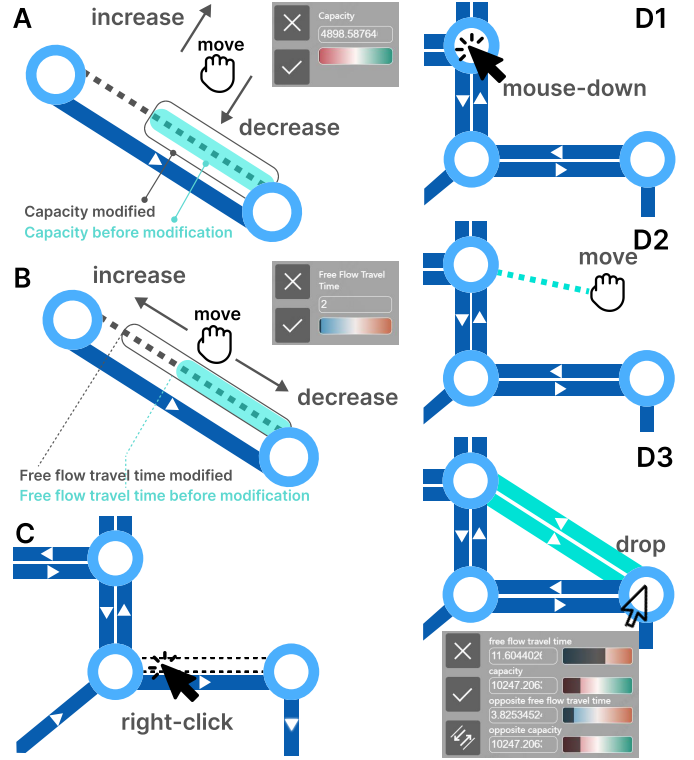 A
increase
move
decrease
Capacity
4898.58764
Capacity modified
Capacity before modification
B
increase
move
decrease
Free Flow Travel
Time
2
Free flow travel time modified
Free flow travel time before modification
C
right-click
D1
mouse-down
D2
move
D3
drop
free flow travel time
11.6044026
capacity
10247.206
opposite free flow travel time
3.8253452
opposite capacity
10247.206